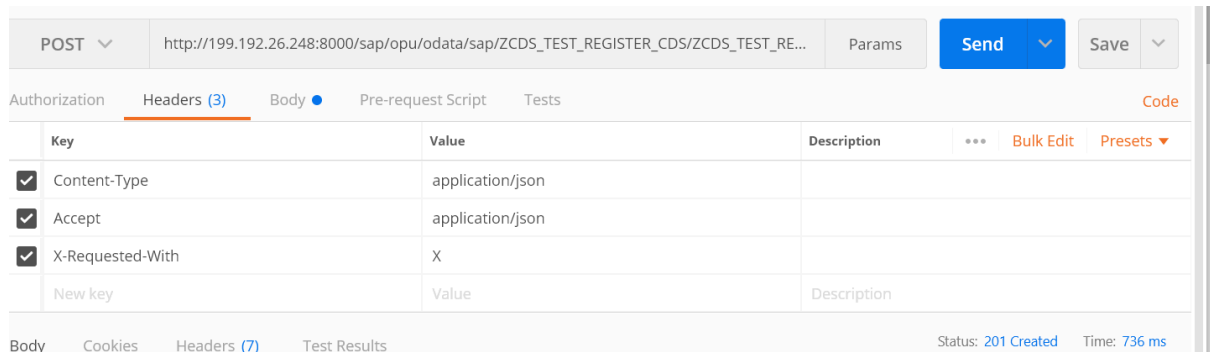 POST http://199.192.26.248:8000/sap/opu/odata/sap/ZCDS_TEST_REGISTER_CDS/ZCDS_TEST_RE... Params Send Save
Authorization Headers (3) Body Pre-request Script Tests Code
Key Value Description ••• Bulk Edit Presets
Content-Type application/json
Accept application/json
X-Requested-With X
New key Value Description
Body Cookies Headers (7) Test Results Status: 201 Created Time: 736 ms